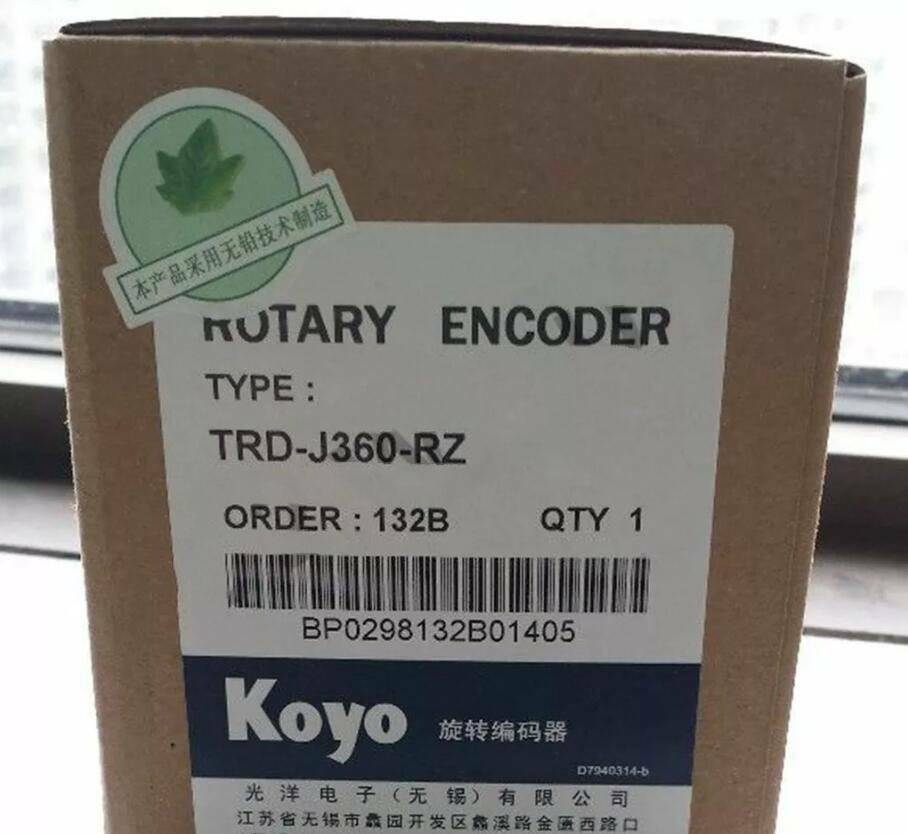 本产品采用无铅技术制造
ROTARY ENCODER
TYPE :
TRD-J360-RZ
ORDER : 132B QTY 1
BP0298132B01405
Koyo 旋转编码器
D7940314-b
光洋电子(无锡)有限公司
江苏省无锡市蠡园开发区蠡溪路金匮西路口